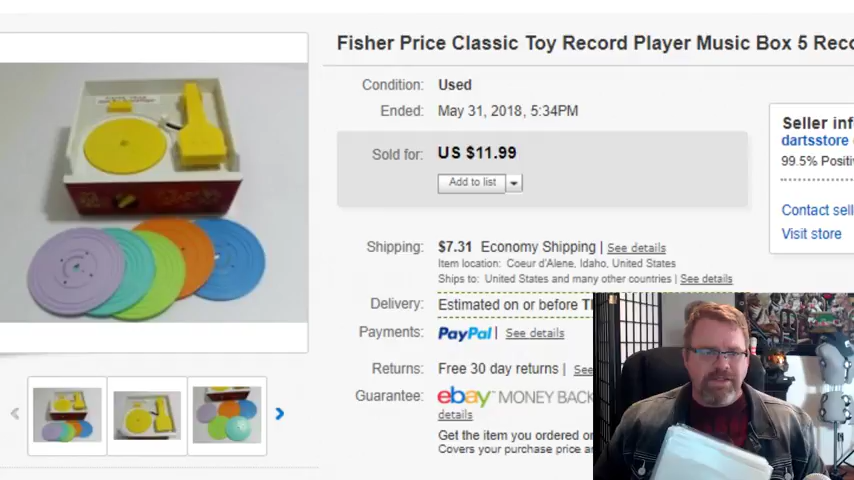 Fisher Price Classic Toy Record Player Music Box 5 Reco
Condition: Used
Ended: May 31, 2018, 5:34PM
Sold for: US $11.99
Add to list
Seller inf
dartsstore
99.5% Positi
Contact sell
Visit store
Shipping: $7.31 Economy Shipping | See details
Item location: Coeur d'Alene, Idaho, United States
Ships to: United States and many other countries | See details
Delivery: Estimated on or before
Payments: PayPal | See details
Returns: Free 30 day returns | See
Guarantee: ebay MONEY BACK
details
Get the item you ordered or
Covers your purchase price an